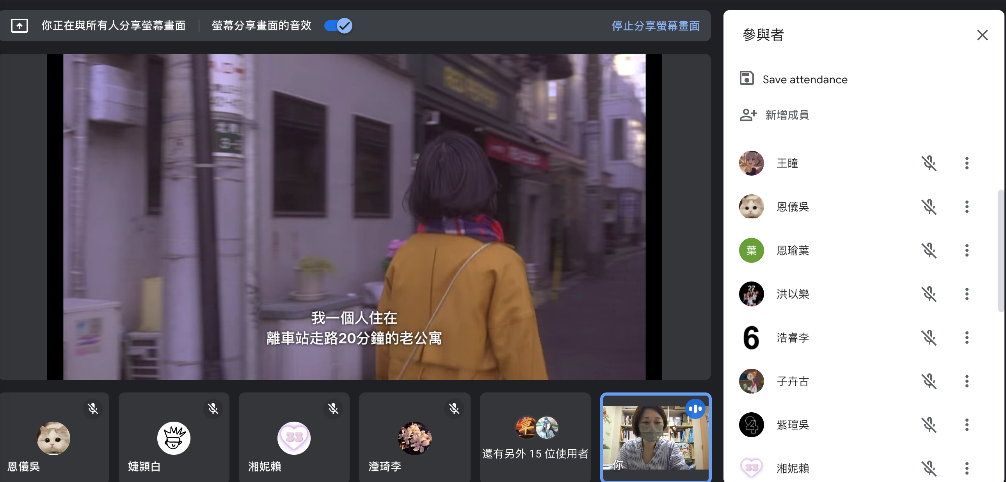 你正在與所有人分享螢幕畫面
螢幕分享畫面的音效
停止分享螢幕畫面
我一個人住在
離車站走路20分鐘的老公寓
恩儀吳
婕穎白
湘妮賴
瀅琦李
還有另外 15 位使用者
你
參與者
Save attendance
新增成員
王瞳
恩儀吳
葉
恩瑜葉
洪以樂
6
浩睿李
子卉古
紫瑄吳
33
湘妮賴